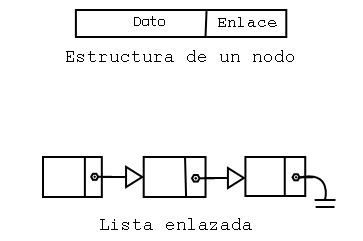 Dato Enlace
Estructura de un nodo
Lista enlazada